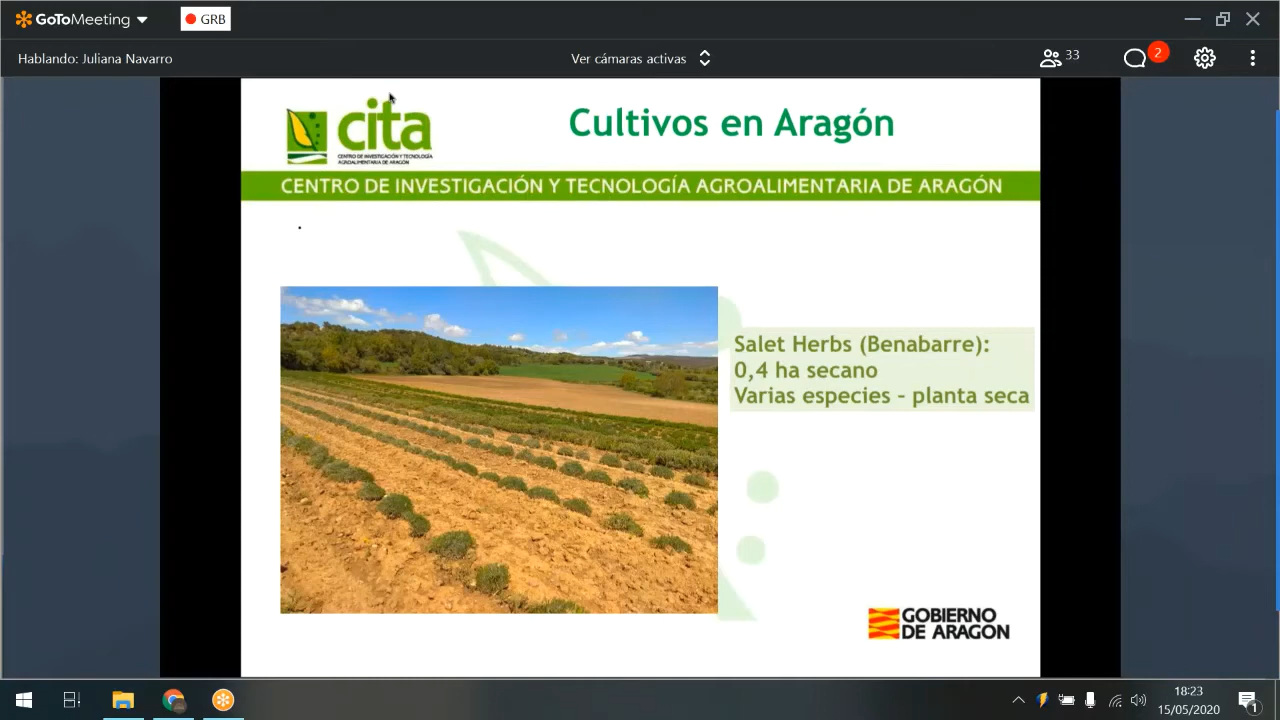 GoToMeeting
GRB
Hablando: Juliana Navarro
Ver cámaras activas
33
2
cita
CENTRO DE INVESTIGACIÓN Y TECNOLOGÍA
AGROALIMENTARIA DE ARAGÓN
Cultivos en Aragón
CENTRO DE INVESTIGACIÓN Y TECNOLOGÍA AGROALIMENTARIA DE ARAGÓN
Salet Herbs (Benabarre):
0,4 ha secano
Varias especies - planta seca
GOBIERNO
DE ARAGON
18:23
15/05/2020
1